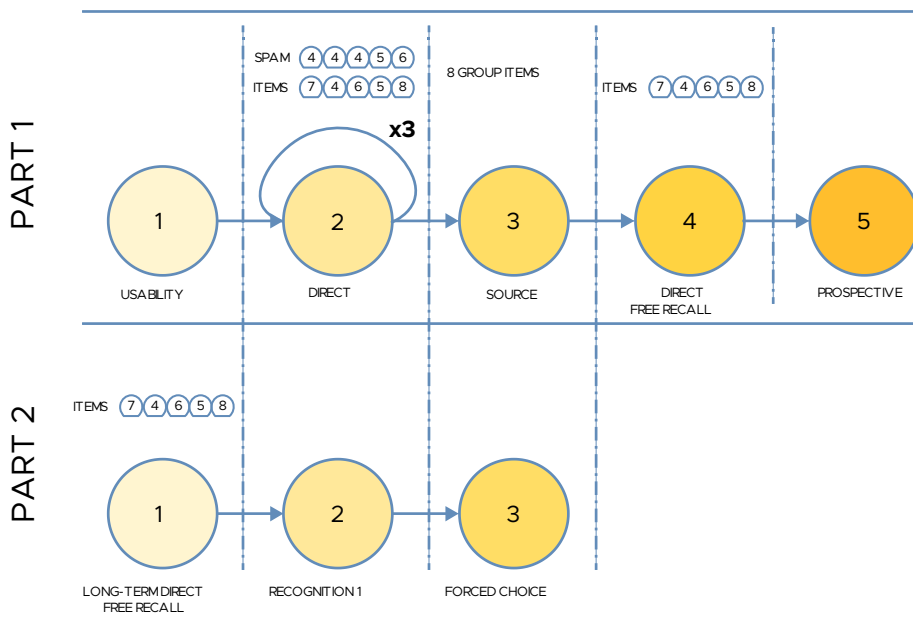 PART 1
SPAM 4 4 4 5 6
ITEMS 7 4 6 5 8
8 GROUP ITEMS
ITEMS 7 4 6 5 8
x3
1
2
3
4
5
USABILITY
DIRECT
SOURCE
DIRECT
FREE RECALL
PROSPECTIVE
PART 2
ITEMS 7 4 6 5 8
1
2
3
LONG-TERM DIRECT
FREE RECALL
RECOGNITION 1
FORCED CHOICE